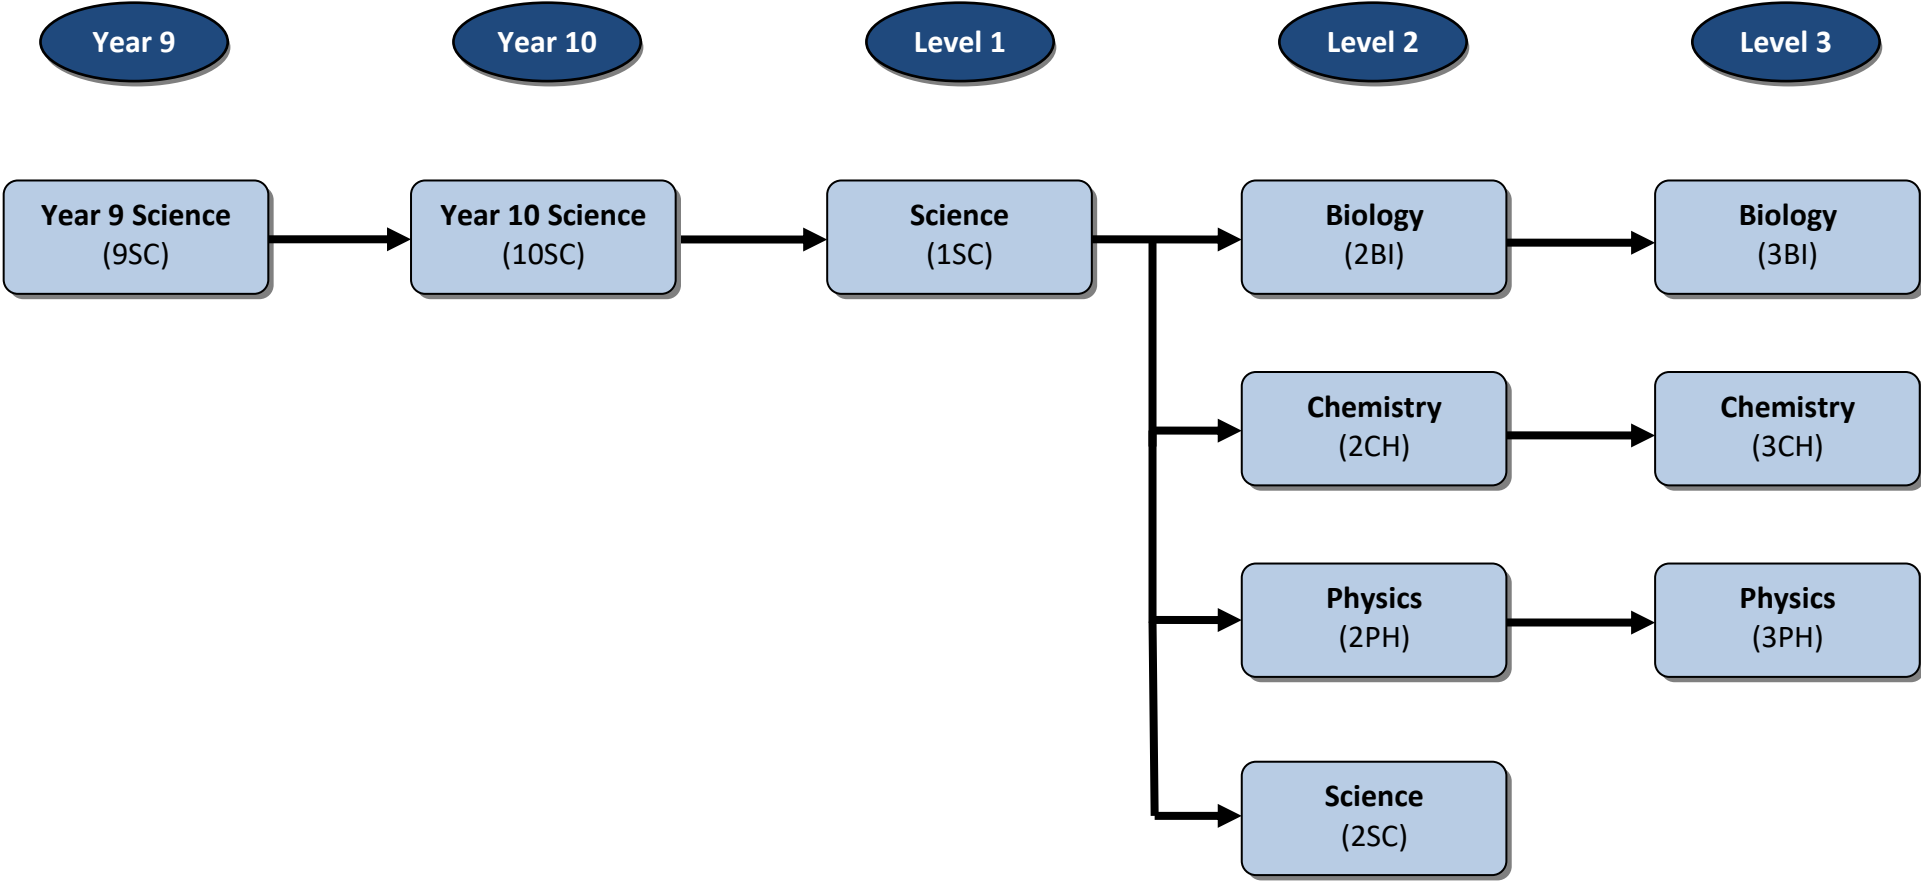 Year 9
Year 10
Level 1
Level 2
Level 3
Year 9 Science
(9SC)
Year 10 Science
(10SC)
Science
(1SC)
Biology
(2BI)
Biology
(3BI)
Chemistry
(2CH)
Chemistry
(3CH)
Physics
(2PH)
Physics
(3PH)
Science
(2SC)